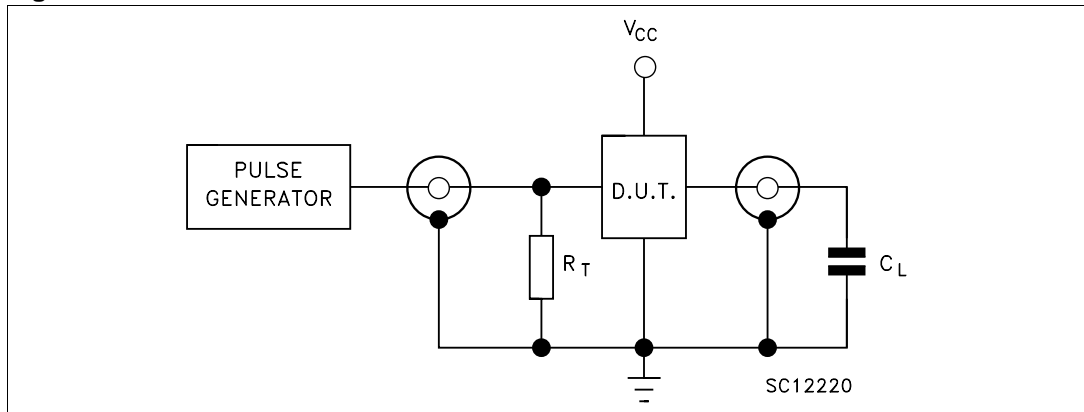 VCC
PULSE
GENERATOR
D.U.T.
RT
CL
SC12220